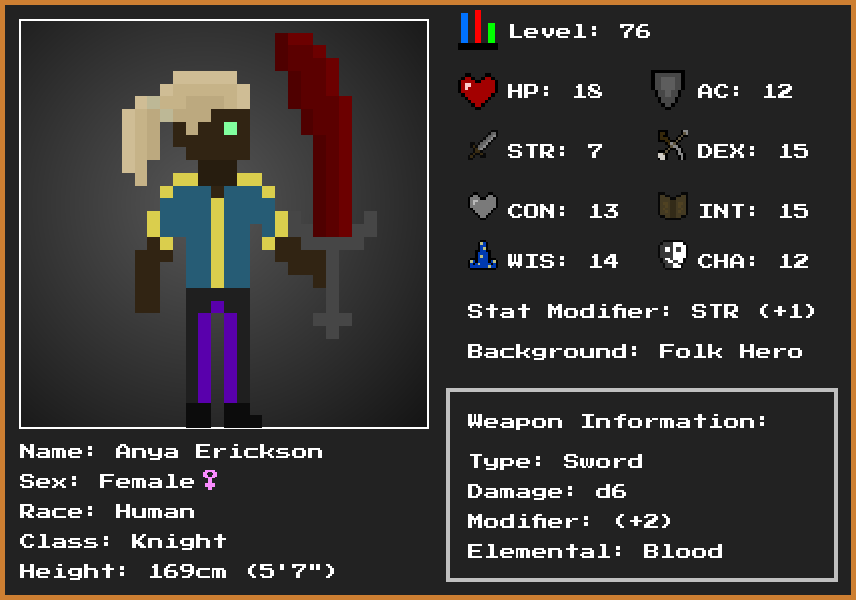 Level: 76
HP: 18
AC: 12
STR: 7
DEX: 15
CON: 13
INT: 15
WIS: 14
CHA: 12
Stat Modifier: STR (+1)
Background: Folk Hero
Weapon Information:
Type: Sword
Damage: d6
Modifier: (+2)
Elemental: Blood
Name: Anya Erickson
Sex: Female♀
Race: Human
Class: Knight
Height: 169cm (5'7")